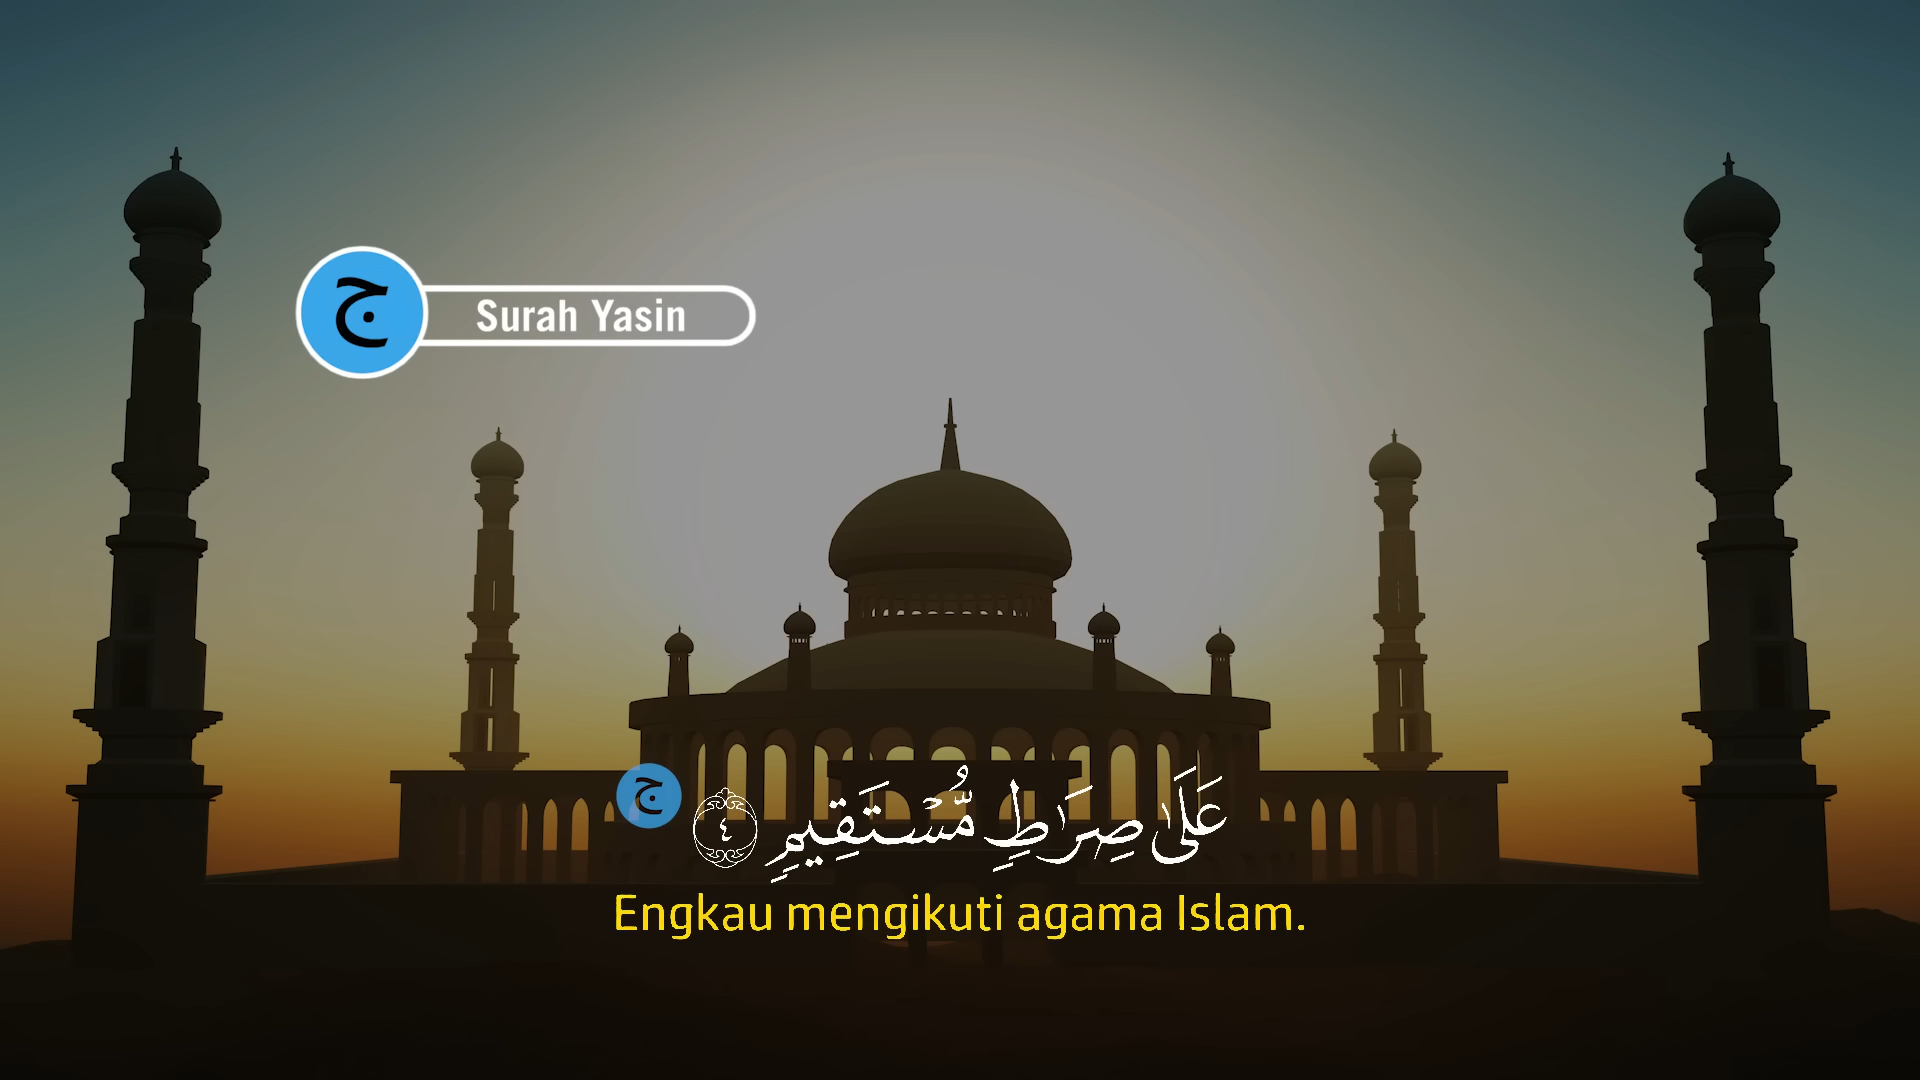 ج
Surah Yasin
ج
عَلَىٰ صِرَٰطٍ مُّسْتَقِيمٍ ٤
Engkau mengikuti agama Islam.